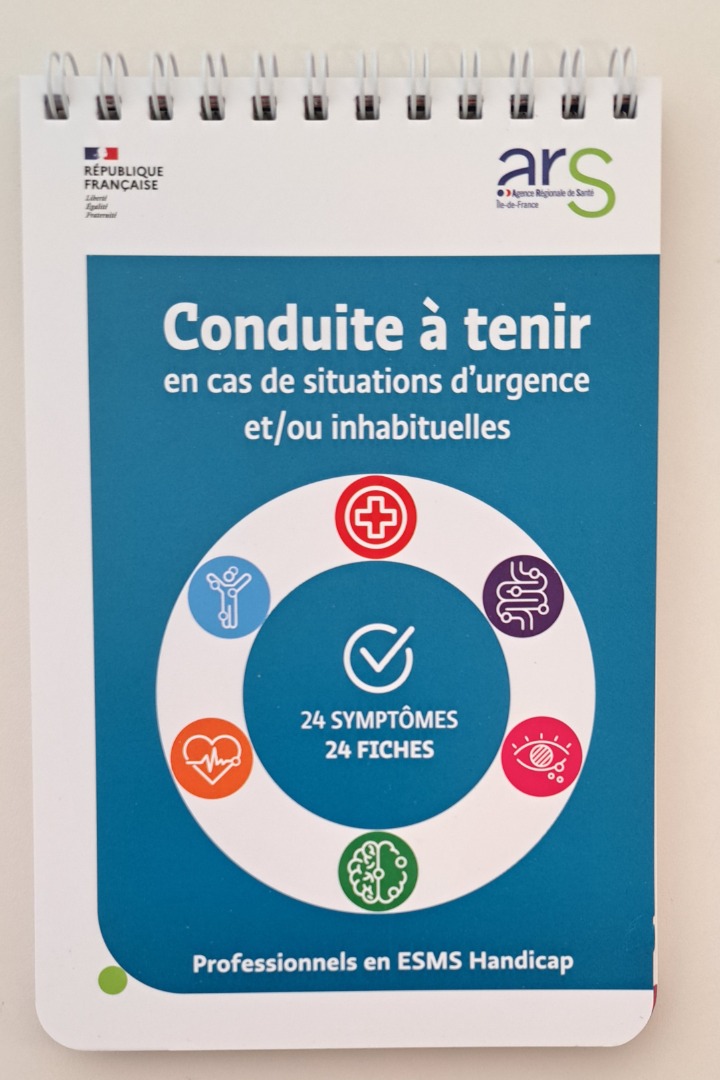 RÉPUBLIQUE
FRANÇAISE
Liberté
Égalité
Fraternité
ars
Agence Régionale de Santé
Île-de-France
Conduite à tenir
en cas de situations d’urgence
et/ou inhabituelles
24 SYMPTÔMES
24 FICHES
Professionnels en ESMS Handicap